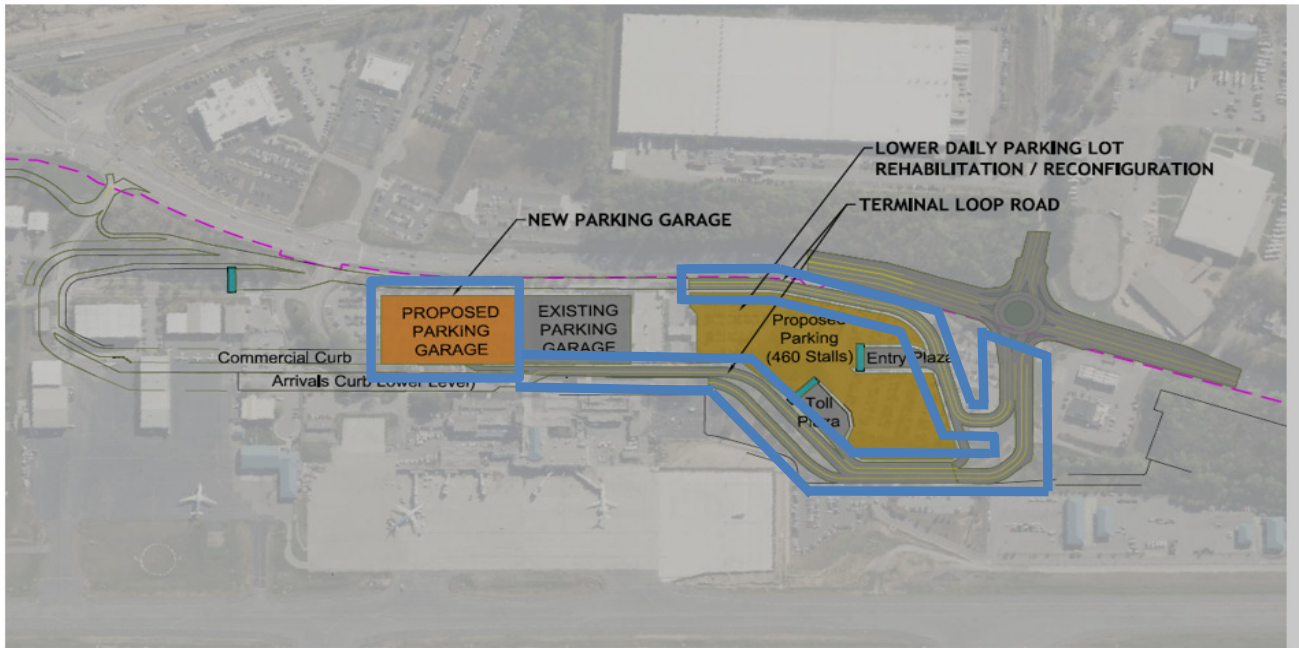 LOWER DAILY PARKING LOT
REHABILITATION / RECONFIGURATION
TERMINAL LOOP ROAD
NEW PARKING GARAGE
PROPOSED
PARKING
GARAGE
EXISTING
PARKING
GARAGE
Proposed
Parking
(460 Stalls)
Entry Plaza
Toll
Plaza
Commercial Curb
Arrivals Curb Lower Level)